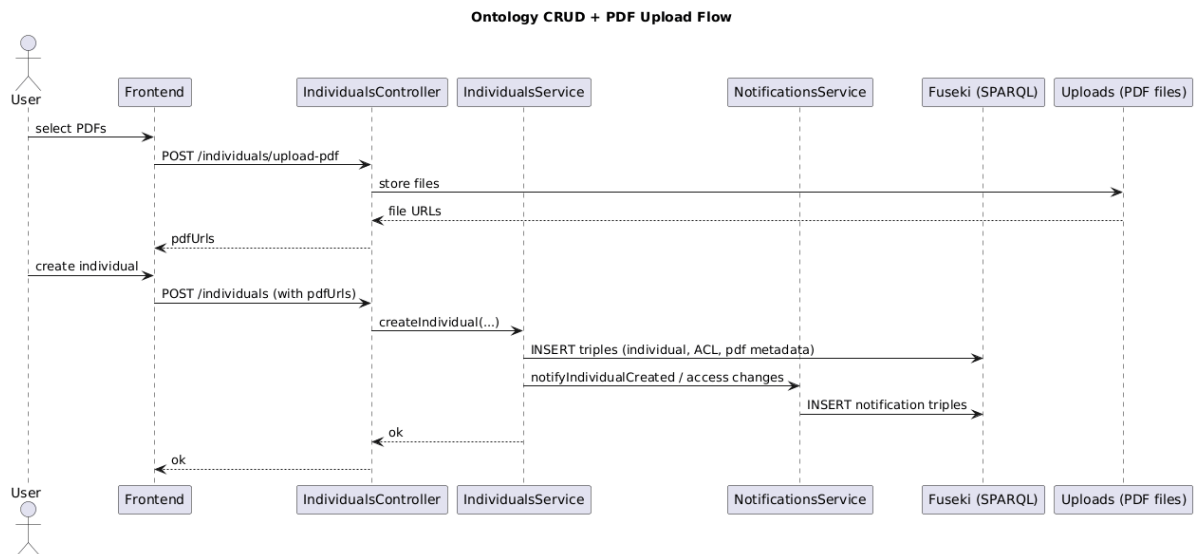 Ontology CRUD + PDF Upload Flow
User
Frontend
IndividualsController
IndividualsService
NotificationsService
Fuseki (SPARQL)
Uploads (PDF files)
select PDFs
POST /individuals/upload-pdf
store files
file URLs
pdfUrls
create individual
POST /individuals (with pdfUrls)
createIndividual(...)
INSERT triples (individual, ACL, pdf metadata)
notifyIndividualCreated / access changes
INSERT notification triples
ok
ok
User
Frontend
IndividualsController
IndividualsService
NotificationsService
Fuseki (SPARQL)
Uploads (PDF files)